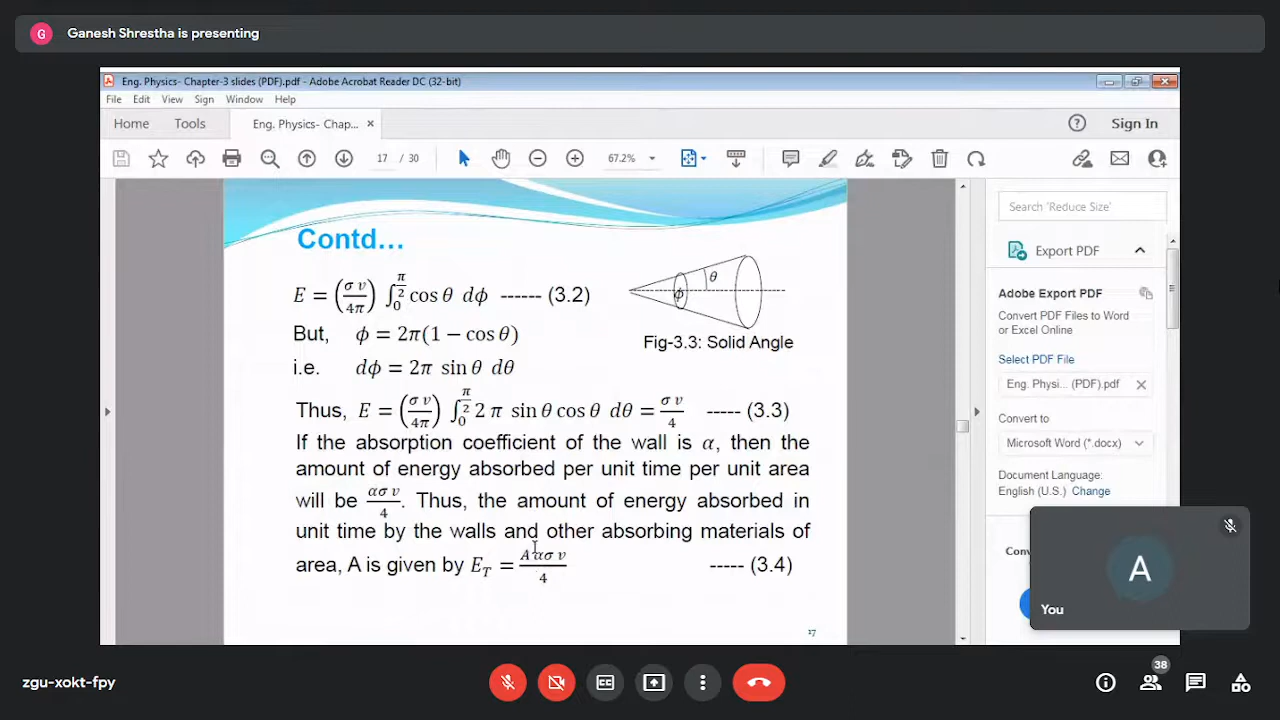 G Ganesh Shrestha is presenting
Eng. Physics- Chapter-3 slides (PDF).pdf - Adobe Acrobat Reader DC (32-bit)
File Edit View Sign Window Help
Home Tools Eng. Physics- Chap... × ? Sign In
17 / 30 67.2%
Search 'Reduce Size'
Export PDF
Adobe Export PDF
Convert PDF Files to Word
or Excel Online
Select PDF File
Eng. Physi... (PDF).pdf ×
Convert to
Microsoft Word (*.docx)
Document Language:
English (U.S.) Change
Contd...
E = (σ v / 4π) ∫₀^(π/2) cos θ dϕ ------ (3.2)
But, ϕ = 2π(1 − cos θ)
i.e. dϕ = 2π sin θ dθ
θ
ϕ
Fig-3.3: Solid Angle
Thus, E = (σ v / 4π) ∫₀^(π/2) 2 π sin θ cos θ dθ = σ v / 4 ----- (3.3)
If the absorption coefficient of the wall is α, then the
amount of energy absorbed per unit time per unit area
will be ασ v / 4. Thus, the amount of energy absorbed in
unit time by the walls and other absorbing materials of
area, A is given by E_T = A ασ v / 4 ----- (3.4)
17
A
You
zgu-xokt-fpy
CC
38